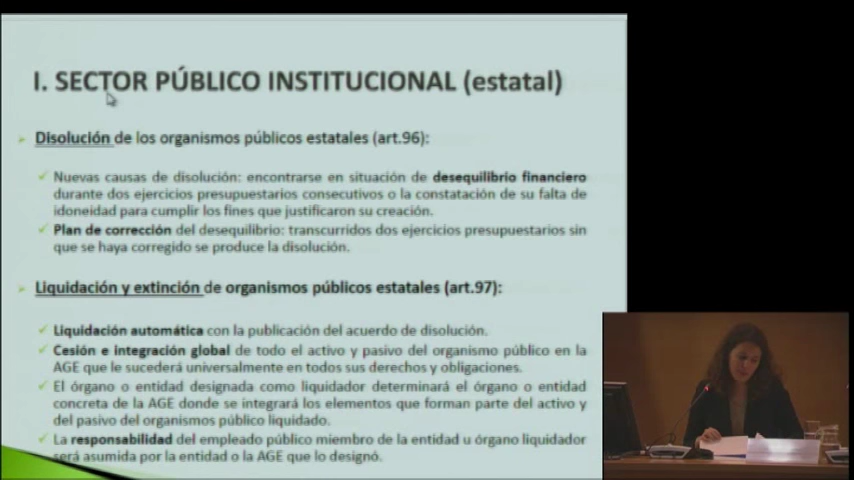 I. SECTOR PÚBLICO INSTITUCIONAL (estatal)
Disolución de los organismos públicos estatales (art.96):
Nuevas causas de disolución: encontrarse en situación de desequilibrio financiero
durante dos ejercicios presupuestarios consecutivos o la constatación de su falta de
idoneidad para cumplir los fines que justificaron su creación.
Plan de corrección del desequilibrio: transcurridos dos ejercicios presupuestarios sin
que se haya corregido se produce la disolución.
Liquidación y extinción de organismos públicos estatales (art.97):
Liquidación automática con la publicación del acuerdo de disolución.
Cesión e integración global de todo el activo y pasivo del organismo público en la
AGE que le sucederá universalmente en todos sus derechos y obligaciones.
El órgano o entidad designada como liquidador determinará el órgano o entidad
concreta de la AGE donde se integrará los elementos que forman parte del activo y
del pasivo del organismo público liquidado.
La responsabilidad del empleado público miembro de la entidad u órgano liquidador
será asumida por la entidad o la AGE que lo designó.